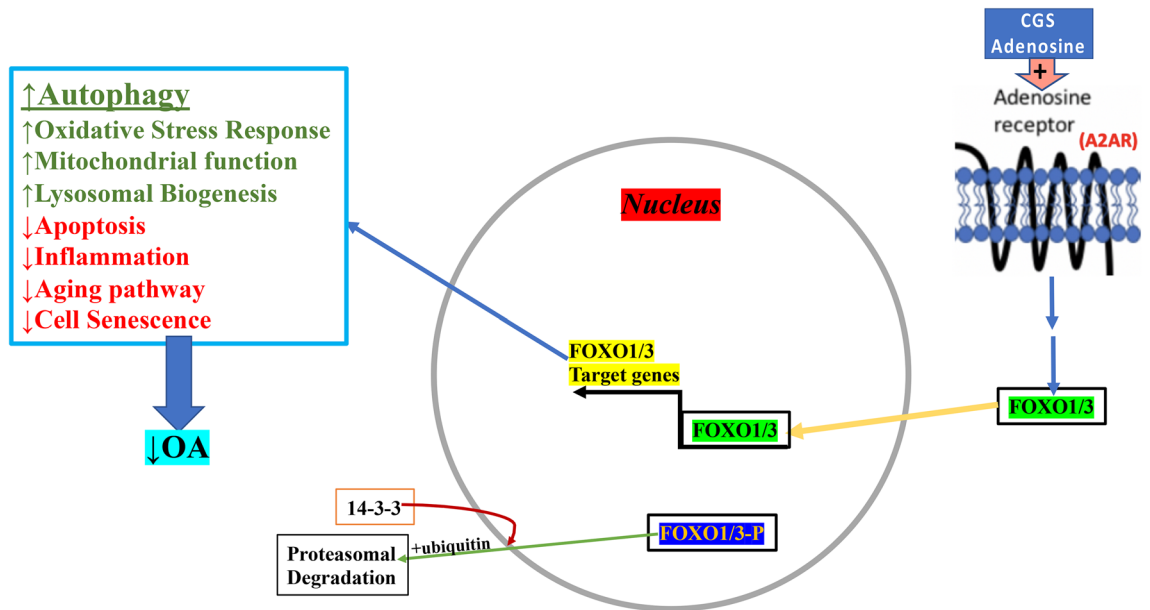 CGS
Adenosine
+
Adenosine
receptor
(A2AR)
↑Autophagy
↑Oxidative Stress Response
↑Mitochondrial function
↑Lysosomal Biogenesis
↓Apoptosis
↓Inflammation
↓Aging pathway
↓Cell Senescence
↓OA
Nucleus
FOXO1/3
Target genes
FOXO1/3
FOXO1/3
14-3-3
FOXO1/3-P
+ubiquitin
Proteasomal
Degradation